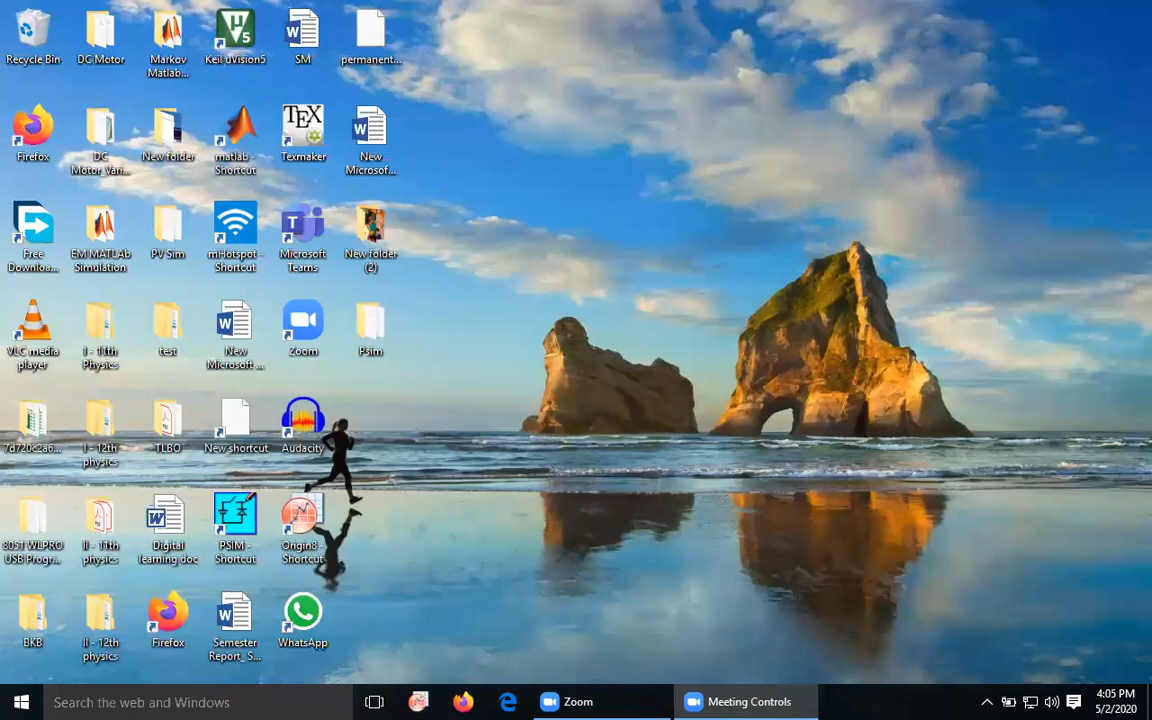 Recycle Bin
DC Motor
Markov
Matlab...
Keil uVision5
SM
permanent...
Firefox
DC
Motor_Vari...
New folder
matlab -
Shortcut
TEX
Texmaker
New
Microsof...
Free
Downloa...
EM MATLAb
Simulation
PV Sim
mHotspot -
Shortcut
Microsoft
Teams
New folder
(2)
VLC media
player
I - 11th
Physics
test
New
Microsoft ...
Zoom
Psim
7d720c2a6...
I - 12th
physics
TLBO
New shortcut
Audacity
8051 WLPRO
USB Progr...
II - 11th
physics
Digital
learning.doc
PSIM -
Shortcut
Origin8 -
Shortcut
BKB
II - 12th
physics
Firefox
Semester
Report_ S...
WhatsApp
Search the web and Windows
Zoom
Meeting Controls
4:05 PM
5/2/2020